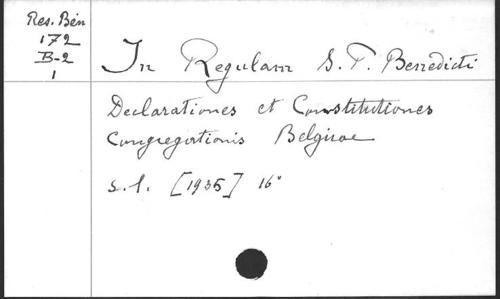 Res. Bén
172
B-2
1
In Regulam S. P. Benedicti
Declarationes et Constitutiones
Congregationis Belgicae
s.l. [1935] 16°